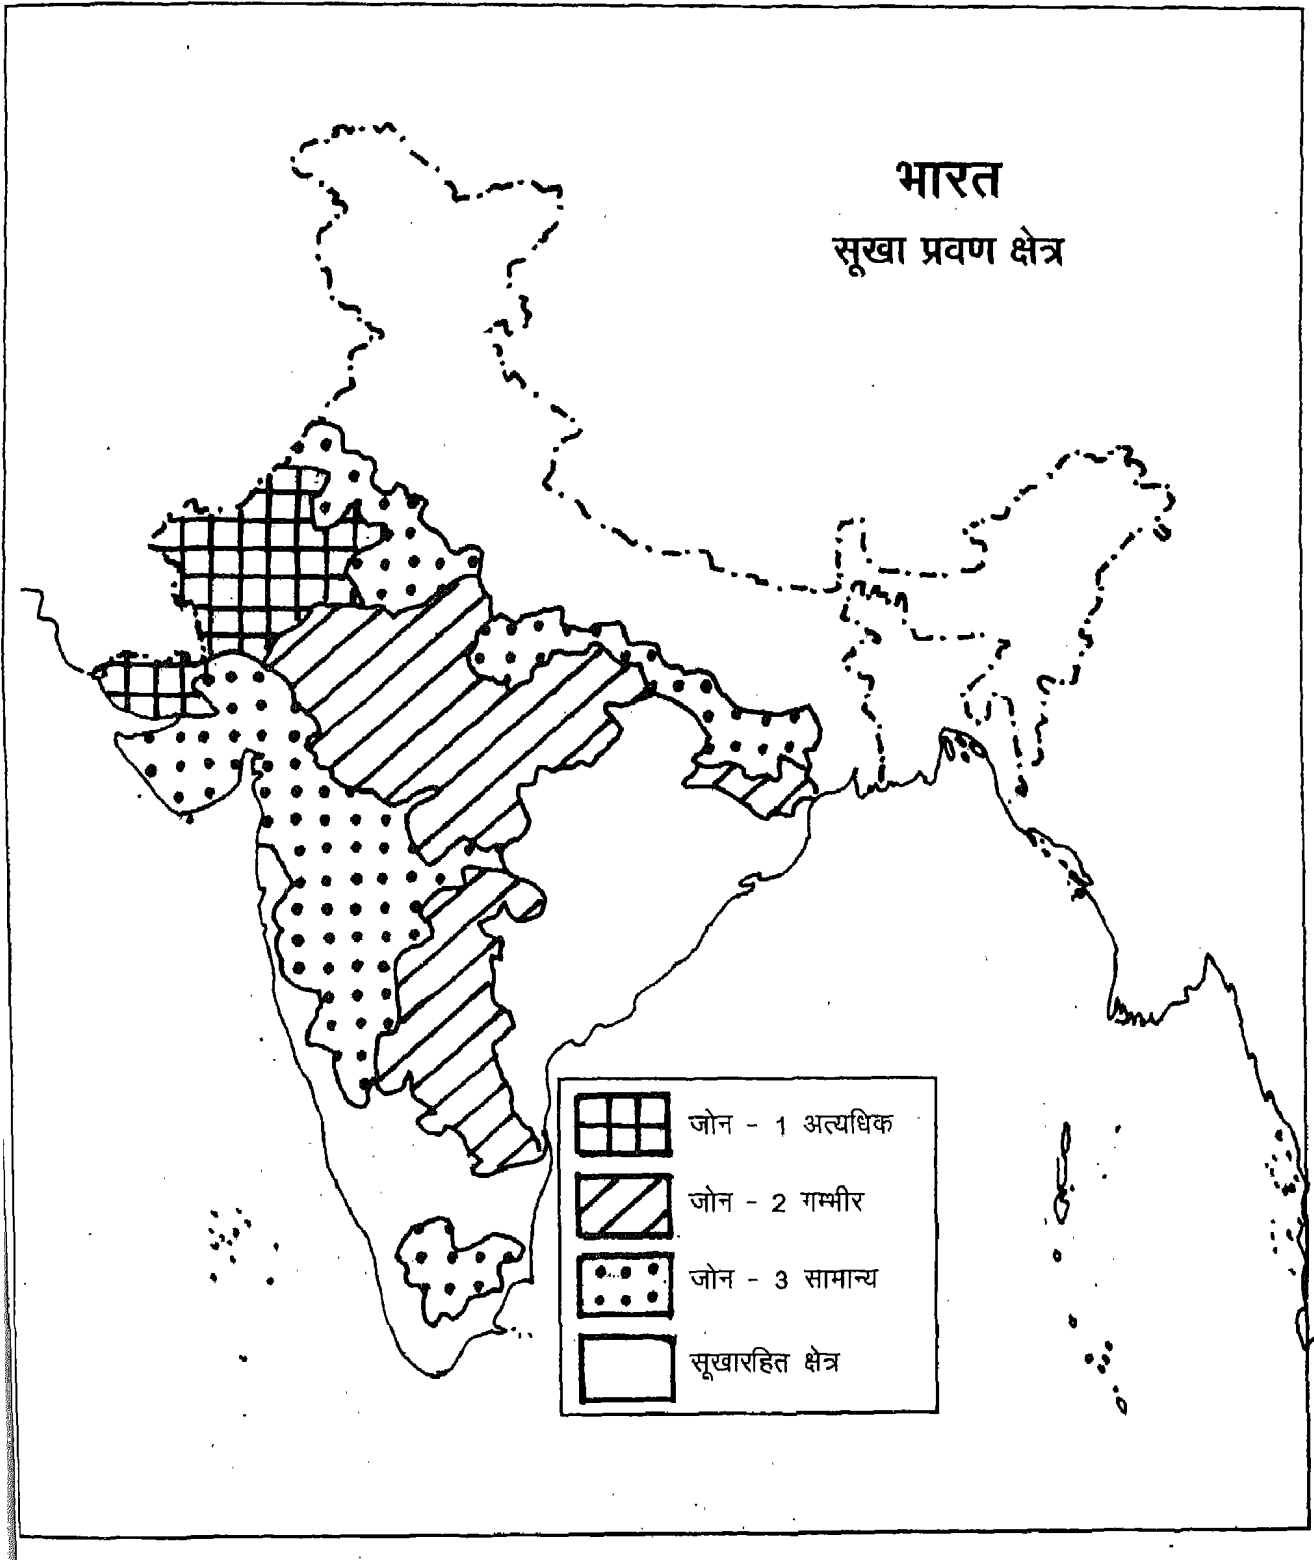 भारत
सूखा प्रवण क्षेत्र
जोन - 1 अत्यधिक
जोन - 2 गम्भीर
जोन - 3 सामान्य
सूखारहित क्षेत्र